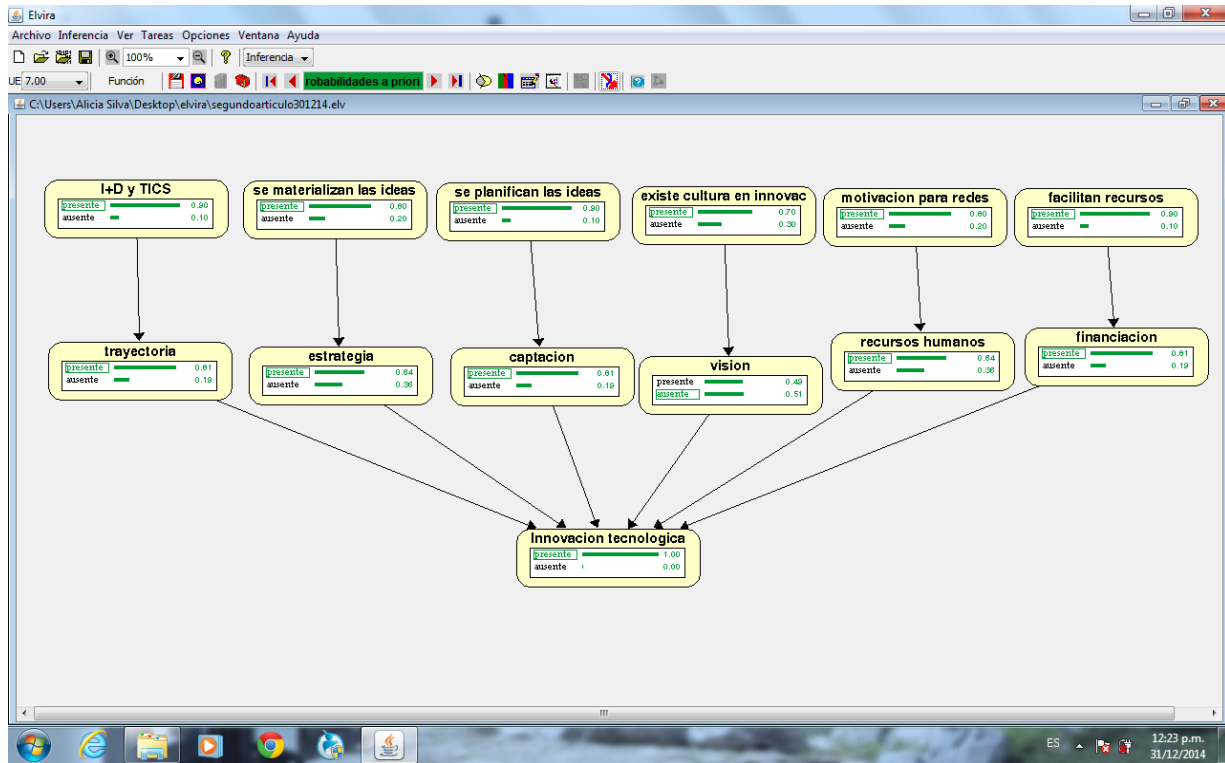 Elvira
Archivo Inferencia Ver Tareas Opciones Ventana Ayuda
100% Inferencia
UE 7.00 Función robabilidades a priori
C:\Users\Alicia Silva\Desktop\elvira\segundoarticulo301214.elv
I+D y TICS
presente 0.90
ausente 0.10
se materializan las ideas
presente 0.80
ausente 0.20
se planifican las ideas
presente 0.90
ausente 0.10
existe cultura en innovac
presente 0.70
ausente 0.30
motivacion para redes
presente 0.80
ausente 0.20
facilitan recursos
presente 0.90
ausente 0.10
trayectoria
presente 0.81
ausente 0.19
estrategia
presente 0.64
ausente 0.36
captacion
presente 0.81
ausente 0.19
vision
presente 0.49
ausente 0.51
recursos humanos
presente 0.64
ausente 0.36
financiacion
presente 0.81
ausente 0.19
Innovacion tecnologica
presente 1.00
ausente 0.00
ES
12:23 p.m.
31/12/2014